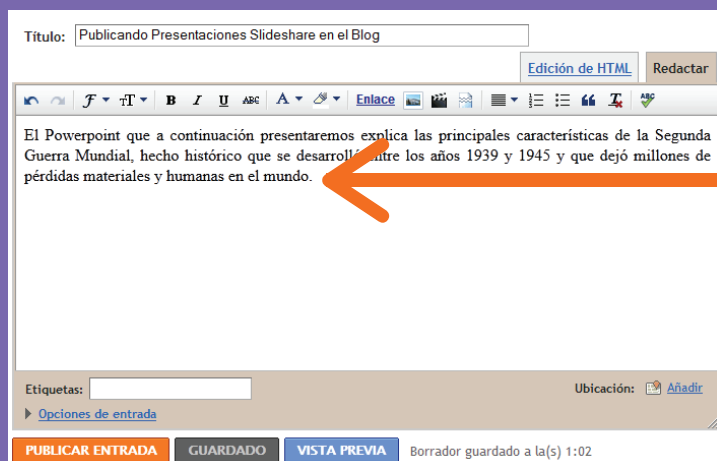 Título: Publicando Presentaciones Slideshare en el Blog
Edición de HTML Redactar
F T B I U ABC A Enlace ABC
El Powerpoint que a continuación presentaremos explica las principales características de la Segunda
Guerra Mundial, hecho histórico que se desarrolló entre los años 1939 y 1945 y que dejó millones de
pérdidas materiales y humanas en el mundo.
Etiquetas: Ubicación: Añadir
Opciones de entrada
PUBLICAR ENTRADA GUARDADO VISTA PREVIA Borrador guardado a la(s) 1:02